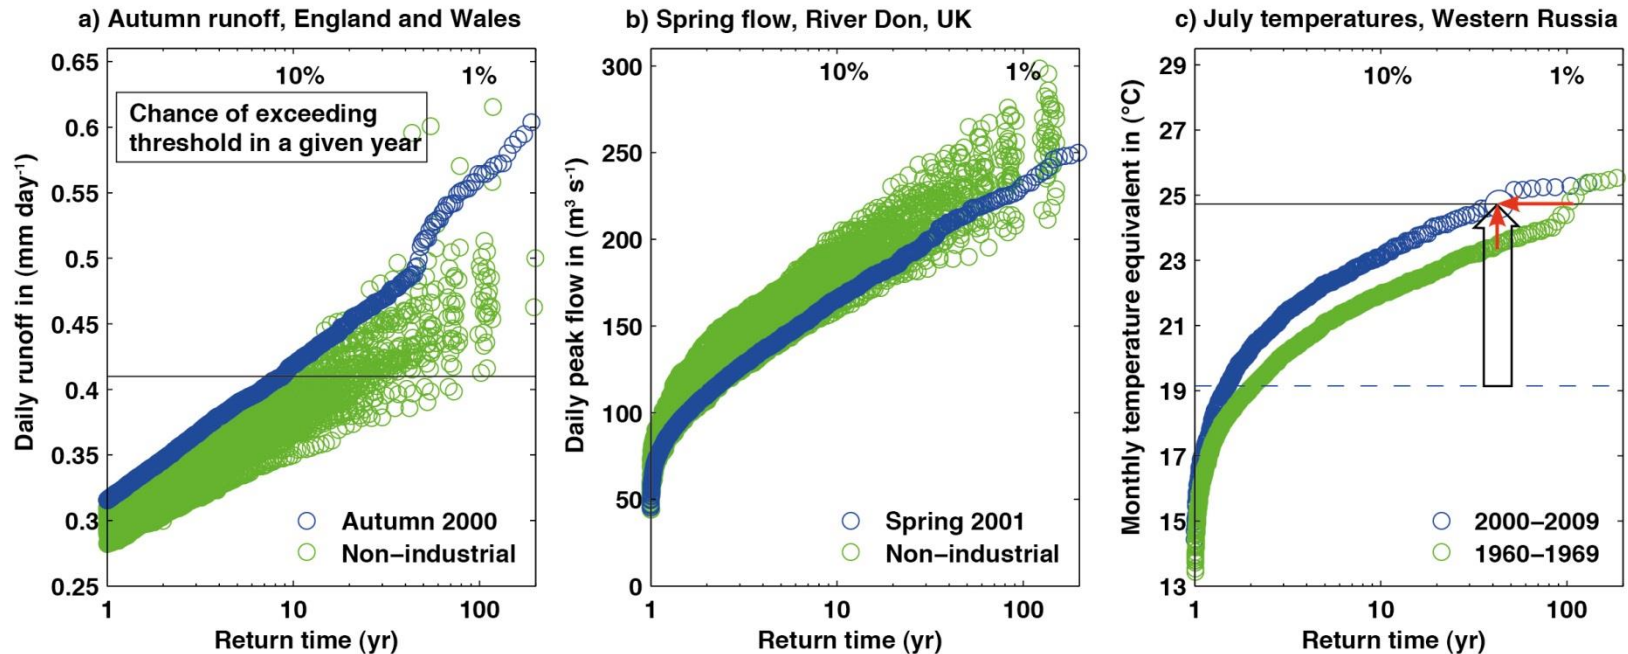 a) Autumn runoff, England and Wales
0.65
0.6
0.55
0.5
0.45
0.4
0.35
0.3
0.25
Daily runoff in (mm day⁻¹)
10%
1%
Chance of exceeding
threshold in a given year
Autumn 2000
Non–industrial
1
10
100
Return time (yr)
b) Spring flow, River Don, UK
300
250
200
150
100
50
0
Daily peak flow in (m³ s⁻¹)
10%
1%
Spring 2001
Non–industrial
1
10
100
Return time (yr)
c) July temperatures, Western Russia
29
27
25
23
21
19
17
15
13
Monthly temperature equivalent in (°C)
10%
1%
2000–2009
1960–1969
1
10
100
Return time (yr)